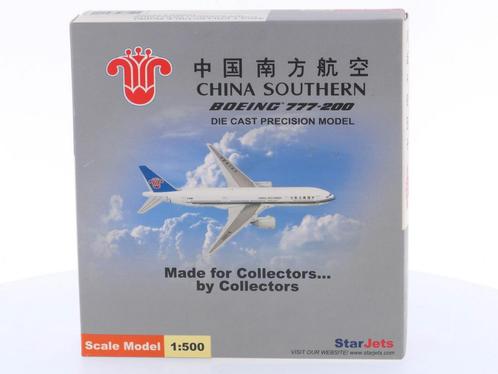 中国南方航空
CHINA SOUTHERN
BOEING 777-200
DIE CAST PRECISION MODEL
Made for Collectors...
by Collectors
Scale Model 1:500
StarJets
VISIT OUR WEBSITE! www.starjets.com